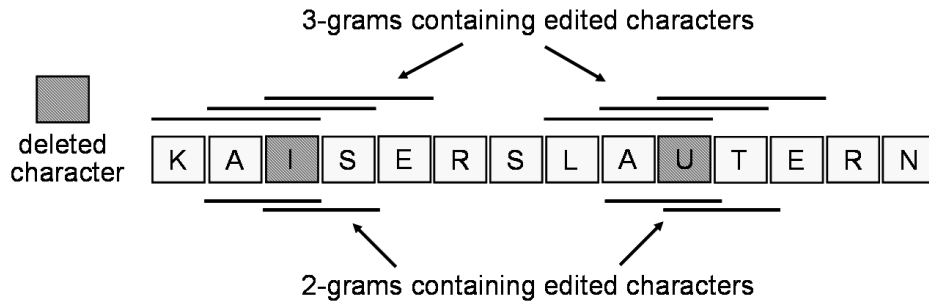 3-grams containing edited characters
deleted
character
K A I S E R S L A U T E R N
2-grams containing edited characters